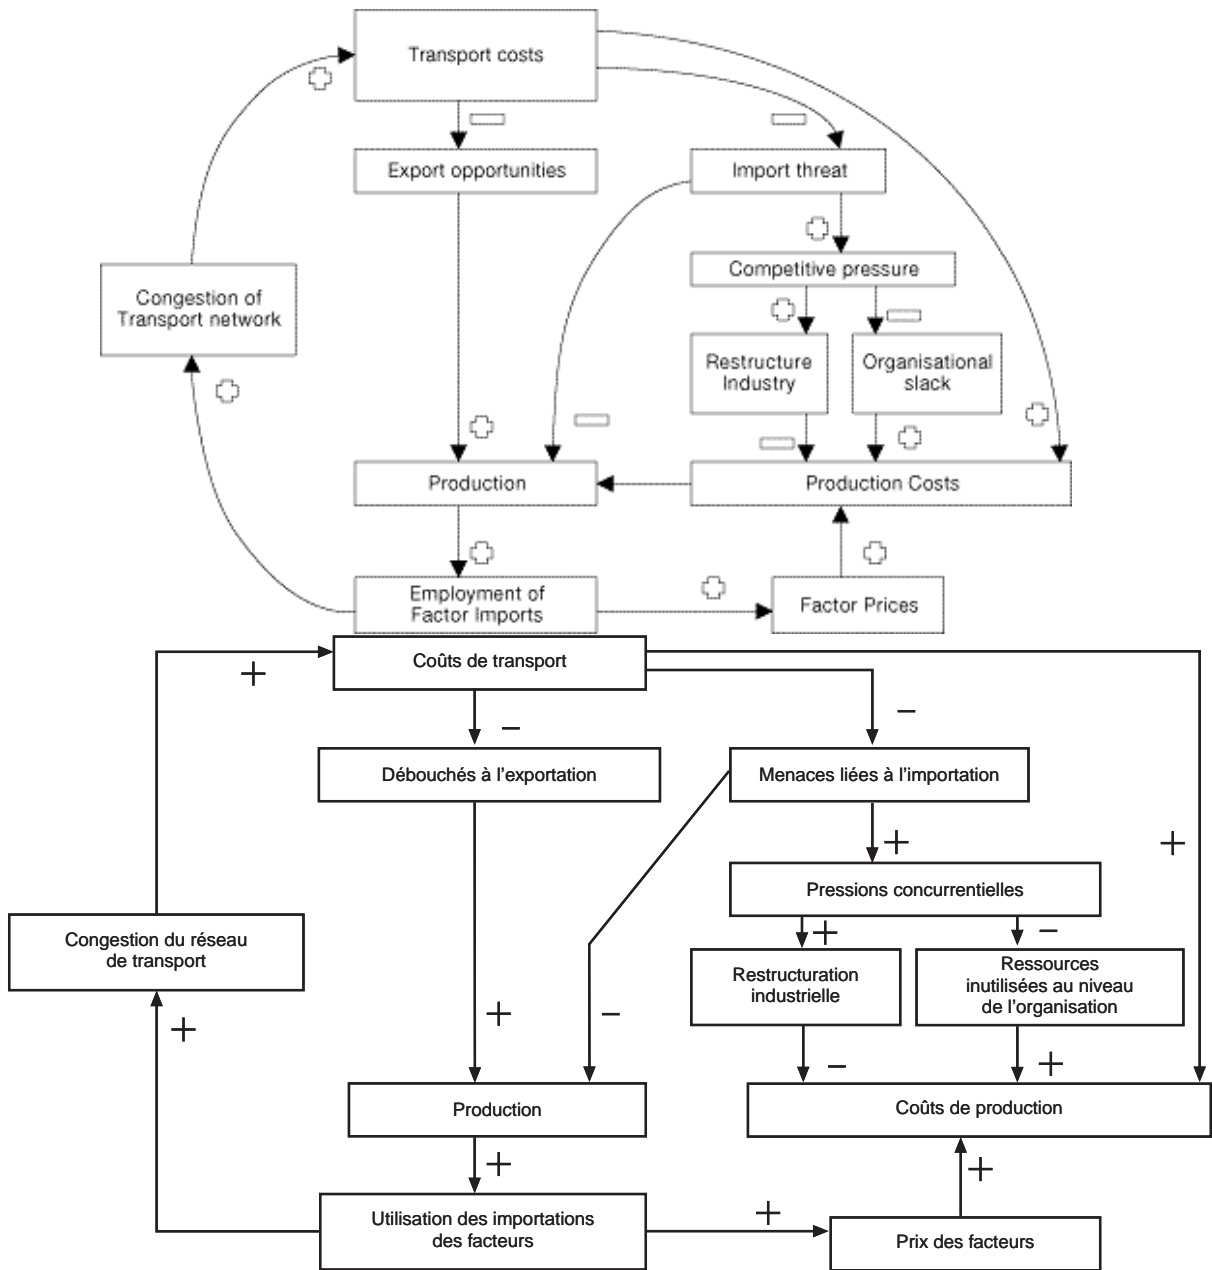 Transport costs
Export opportunities
Import threat
Competitive pressure
Congestion of
Transport network
Restructure
Industry
Organisational
slack
Production
Production Costs
Employment of
Factor Imports
Factor Prices
Coûts de transport
+
−
−
Débouchés à l'exportation
Menaces liées à l'importation
+
+
Pressions concurrentielles
+
−
Congestion du réseau
de transport
Restructuration
industrielle
Ressources
inutilisées au niveau
de l'organisation
+
+
−
−
+
Production
Coûts de production
+
+
Utilisation des importations
des facteurs
+
Prix des facteurs